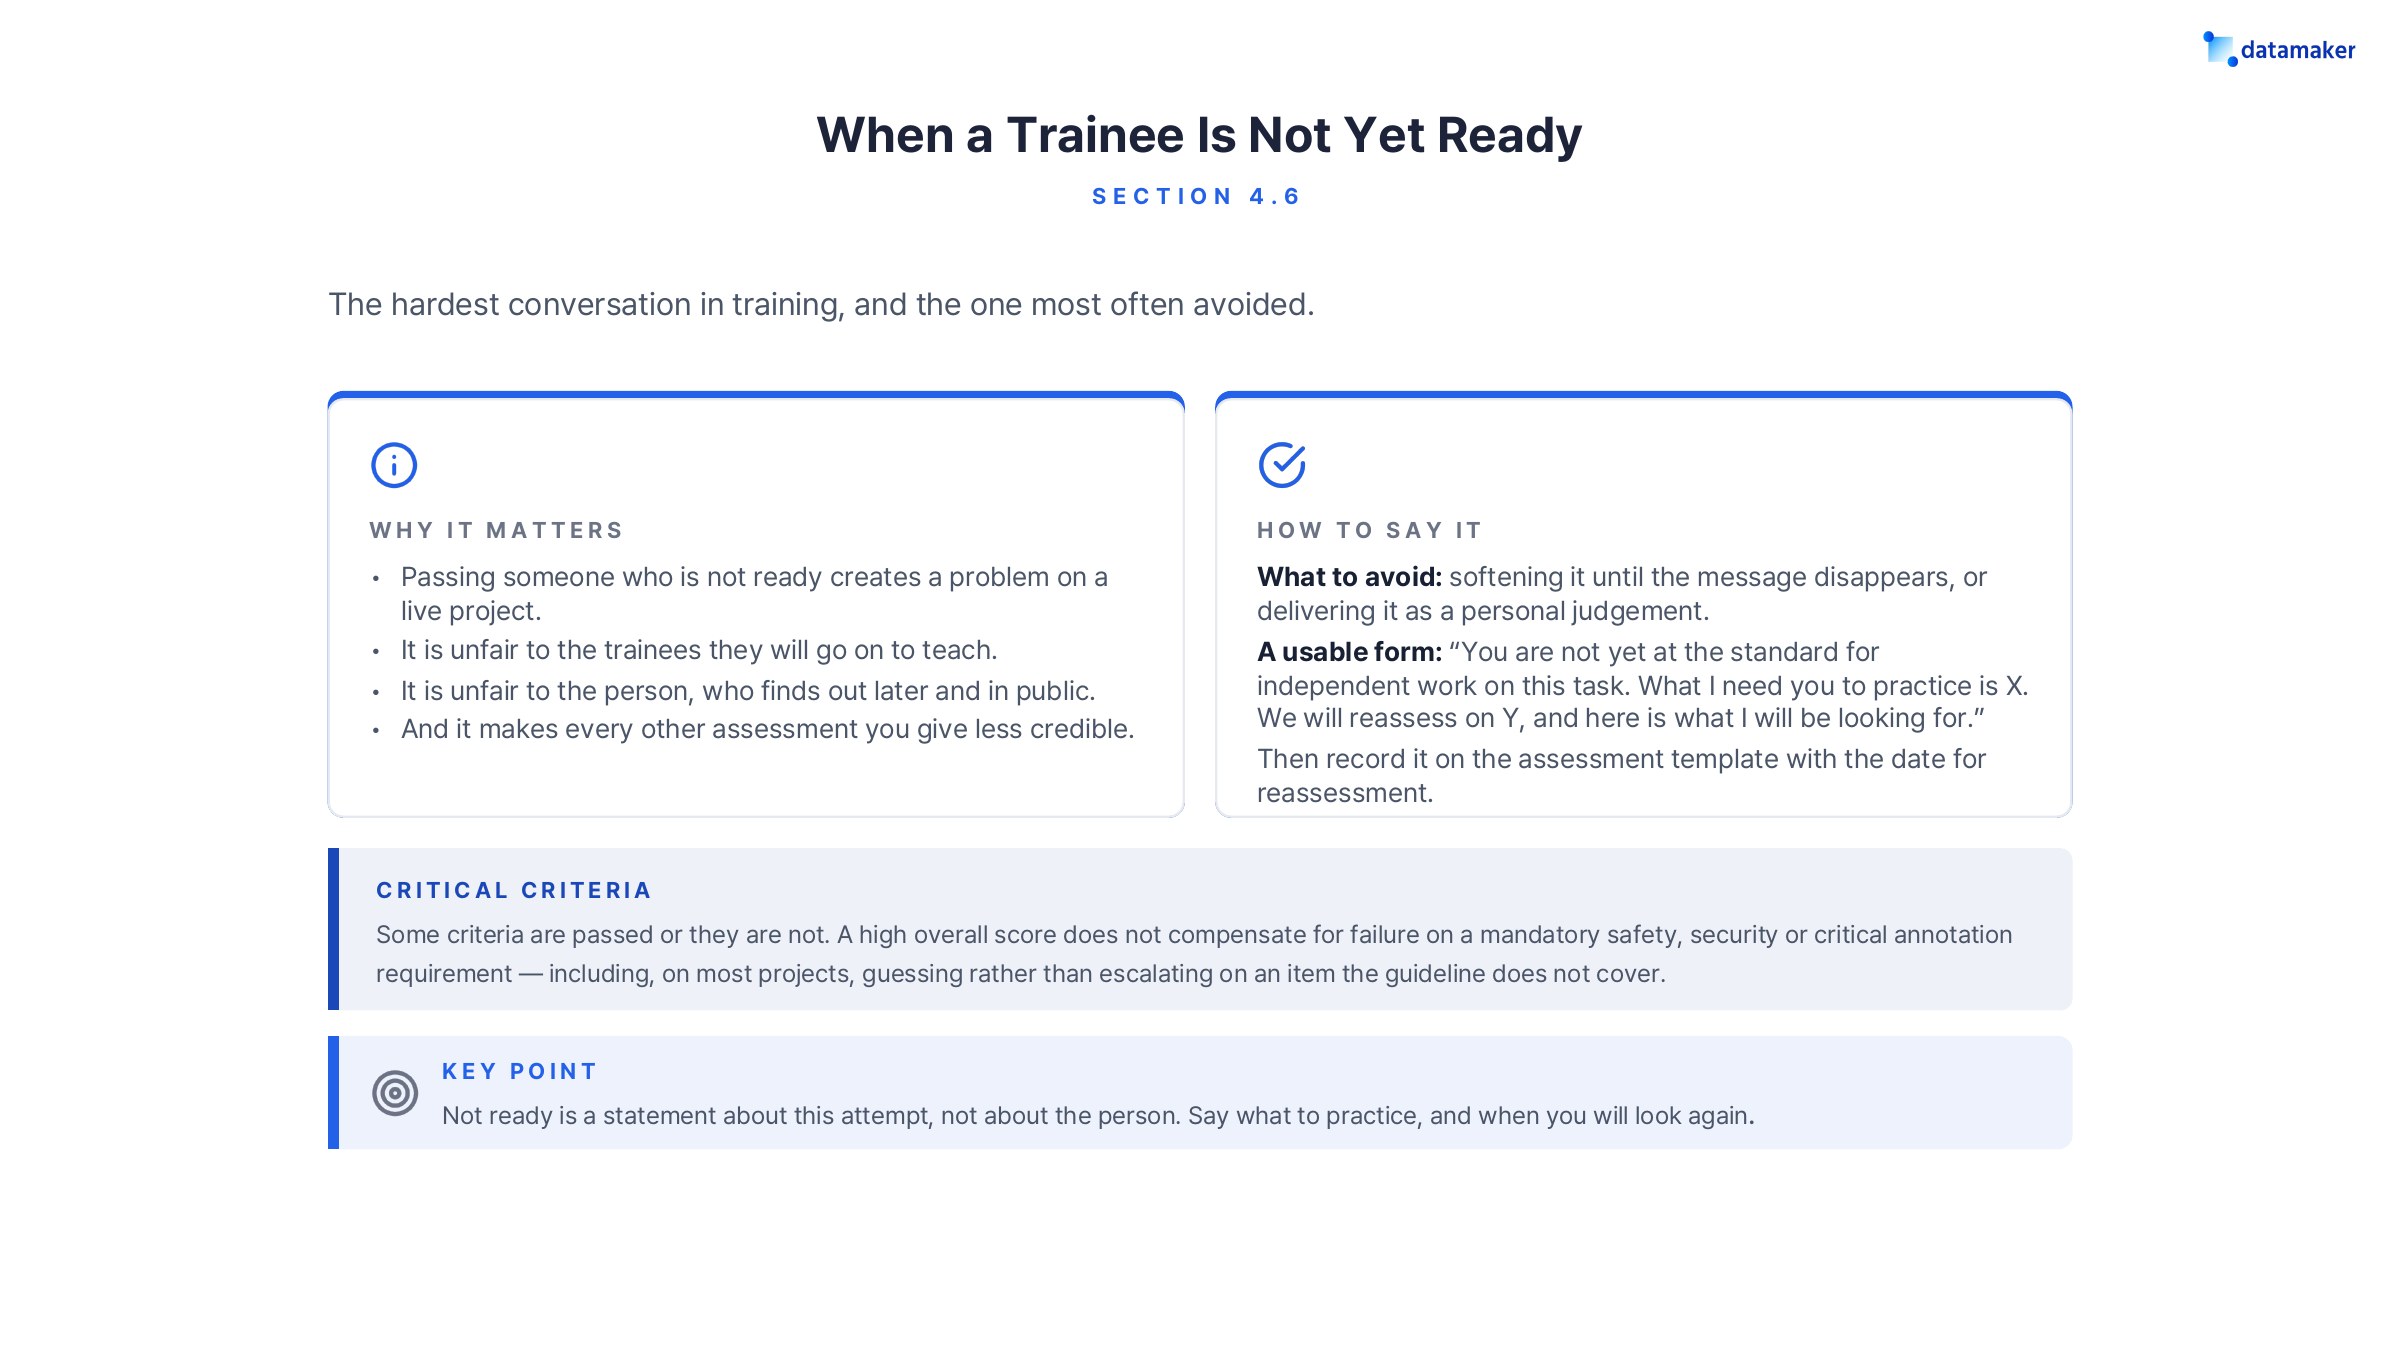 datamaker
When a Trainee Is Not Yet Ready
SECTION 4.6
The hardest conversation in training, and the one most often avoided.
WHY IT MATTERS
• Passing someone who is not ready creates a problem on a
live project.
• It is unfair to the trainees they will go on to teach.
• It is unfair to the person, who finds out later and in public.
• And it makes every other assessment you give less credible.
HOW TO SAY IT
What to avoid: softening it until the message disappears, or
delivering it as a personal judgement.
A usable form: “You are not yet at the standard for
independent work on this task. What I need you to practice is X.
We will reassess on Y, and here is what I will be looking for.”
Then record it on the assessment template with the date for
reassessment.
CRITICAL CRITERIA
Some criteria are passed or they are not. A high overall score does not compensate for failure on a mandatory safety, security or critical annotation
requirement — including, on most projects, guessing rather than escalating on an item the guideline does not cover.
KEY POINT
Not ready is a statement about this attempt, not about the person. Say what to practice, and when you will look again.